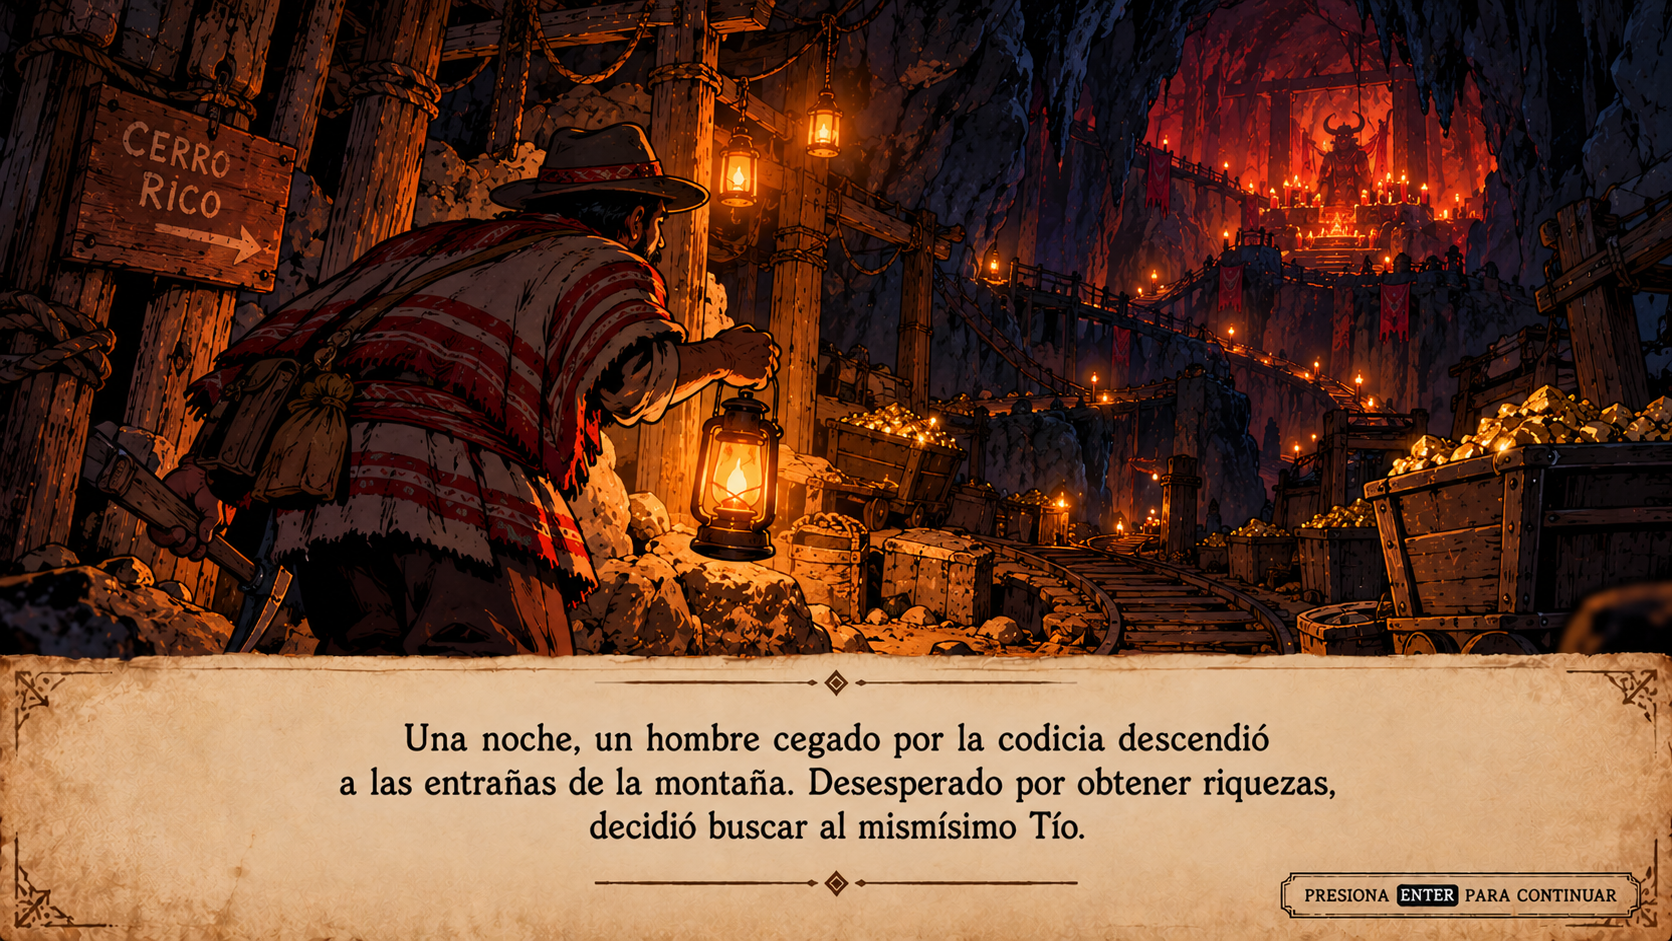 CERRO
RICO
Una noche, un hombre cegado por la codicia descendió
a las entrañas de la montaña. Desesperado por obtener riquezas,
decidió buscar al mismísimo Tío.
PRESIONA ENTER PARA CONTINUAR